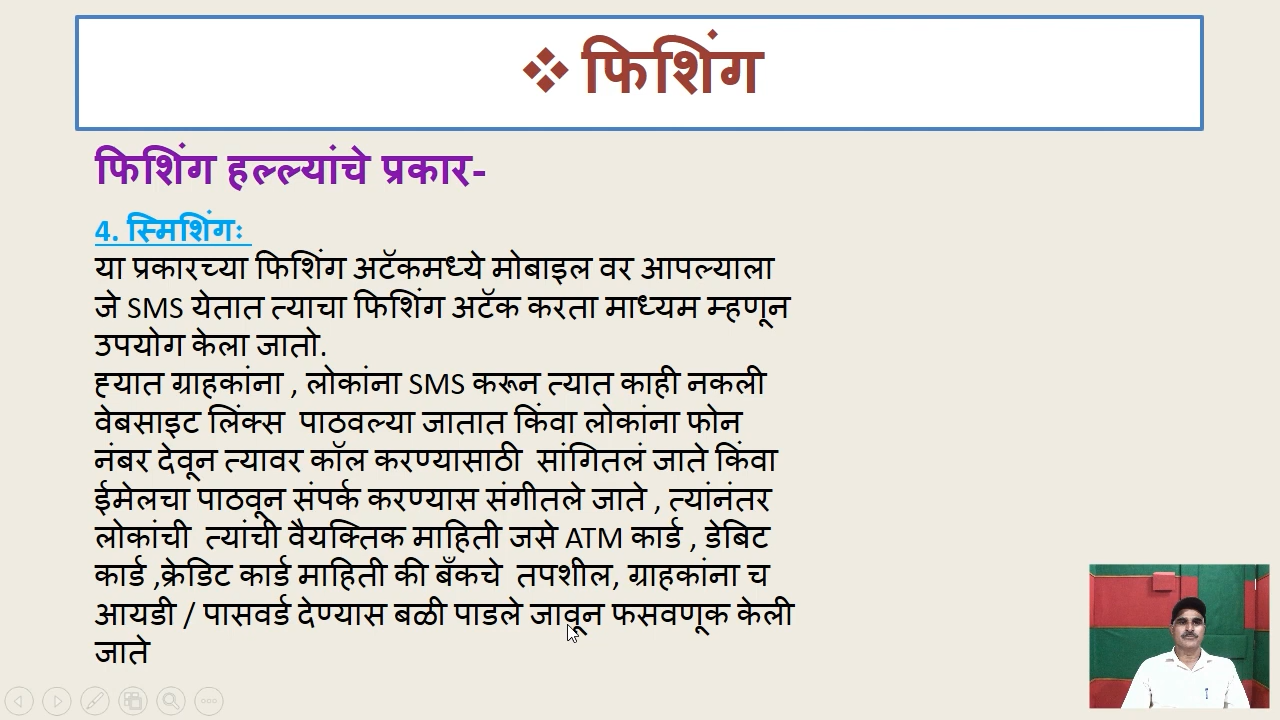 ❖ फिशिंग
फिशिंग हल्ल्यांचे प्रकार-
4. स्मिशिंगः
या प्रकारच्या फिशिंग अटॅकमध्ये मोबाइल वर आपल्याला
जे SMS येतात त्याचा फिशिंग अटॅक करता माध्यम म्हणून
उपयोग केला जातो.
ह्यात ग्राहकांना , लोकांना SMS करून त्यात काही नकली
वेबसाइट लिंक्स पाठवल्या जातात किंवा लोकांना फोन
नंबर देवून त्यावर कॉल करण्यासाठी सांगितलं जाते किंवा
ईमेलचा पाठवून संपर्क करण्यास संगीतले जाते , त्यांनंतर
लोकांची त्यांची वैयक्तिक माहिती जसे ATM कार्ड , डेबिट
कार्ड ,क्रेडिट कार्ड माहिती की बँकचे तपशील, ग्राहकांना च
आयडी / पासवर्ड देण्यास बळी पाडले जावून फसवणूक केली
जाते